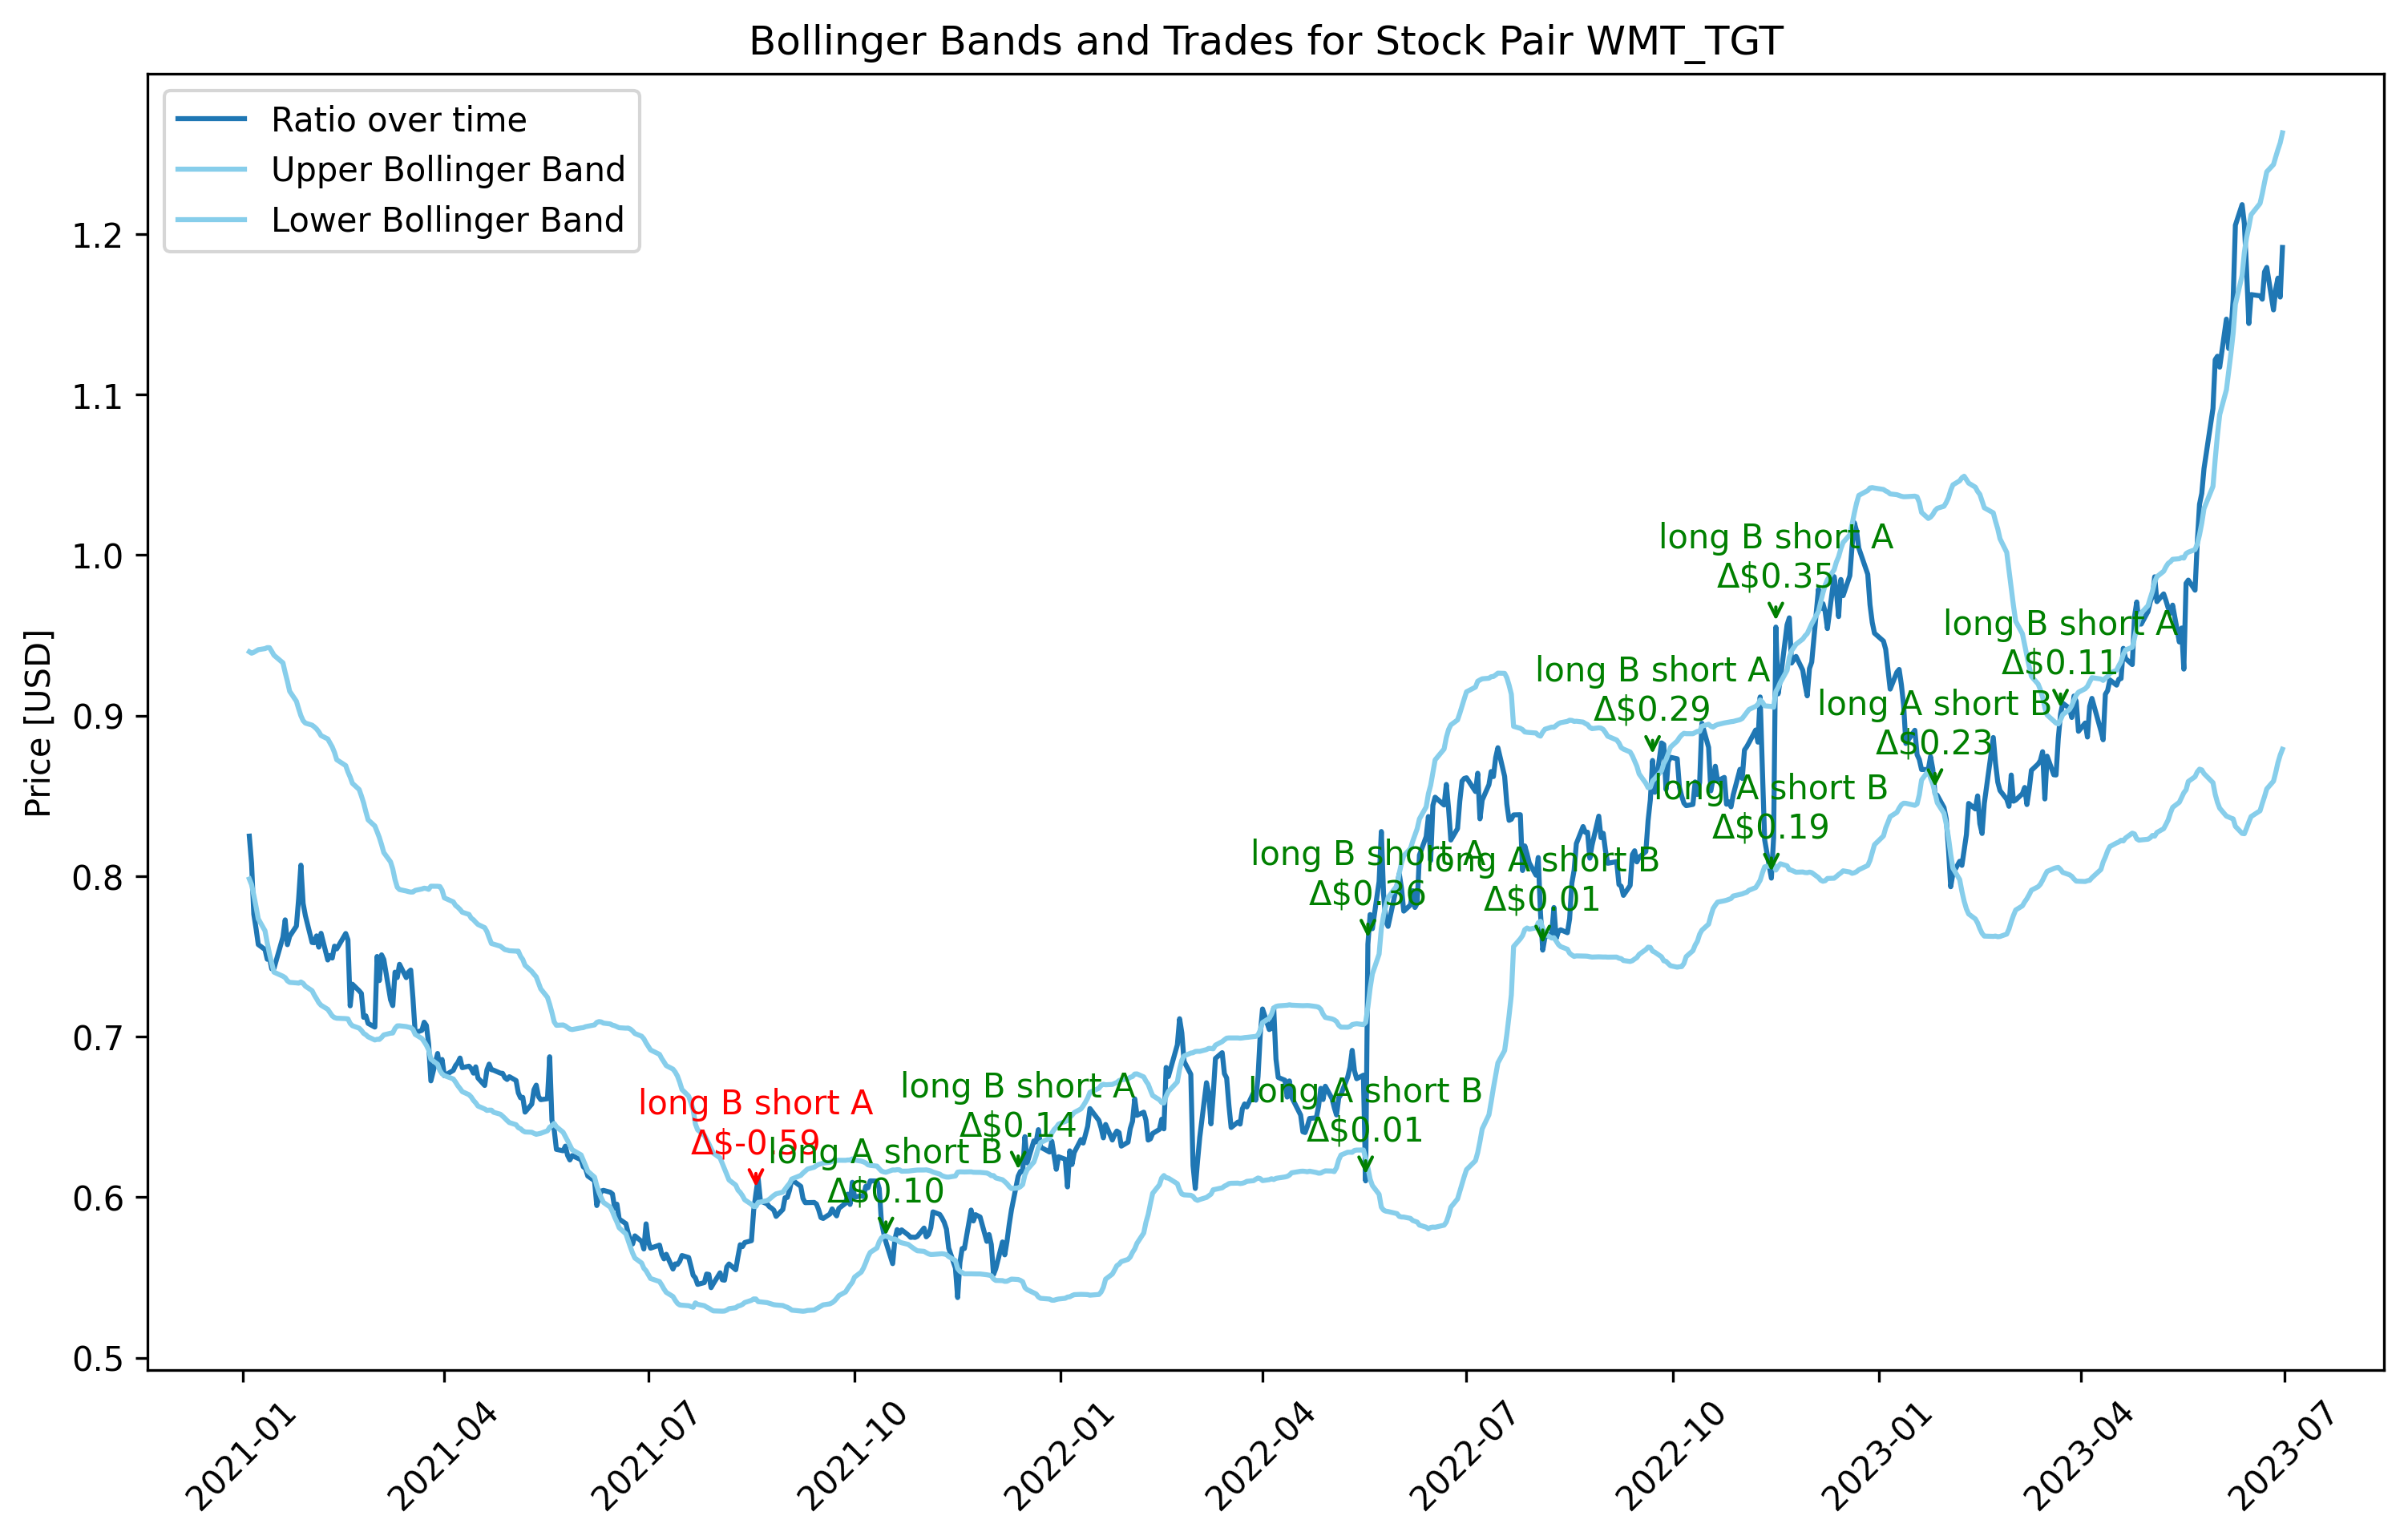 Bollinger Bands and Trades for Stock Pair WMT_TGT
Ratio over time
Upper Bollinger Band
Lower Bollinger Band
Price [USD]
1.2
1.1
1.0
0.9
0.8
0.7
0.6
0.5
long B short A
Δ$-0.59
long A short B
Δ$0.10
long B short A
Δ$0.14
long A short B
Δ$0.01
long B short A
Δ$0.36
long A short B
Δ$0.01
long B short A
Δ$0.29
long A short B
Δ$0.19
long B short A
Δ$0.35
long A short B
Δ$0.23
long B short A
Δ$0.11
2021-01
2021-04
2021-07
2021-10
2022-01
2022-04
2022-07
2022-10
2023-01
2023-04
2023-07